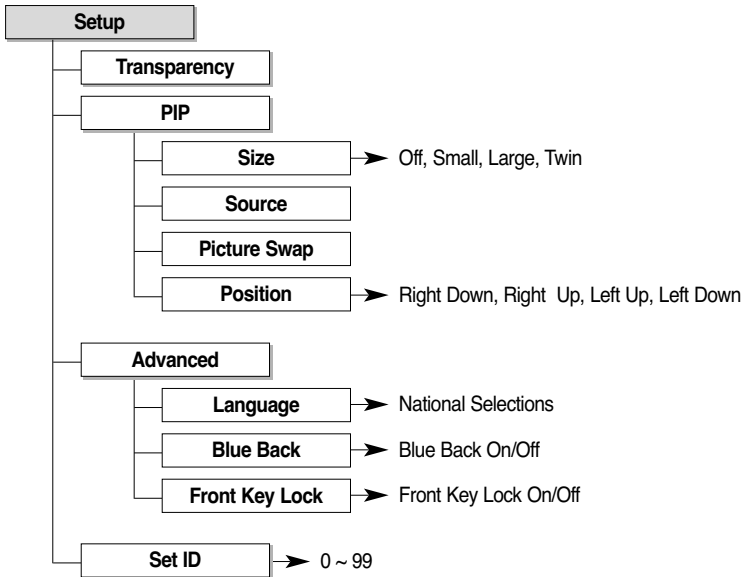 Setup
Transparency
PIP
Size Off, Small, Large, Twin
Source
Picture Swap
Position Right Down, Right Up, Left Up, Left Down
Advanced
Language National Selections
Blue Back Blue Back On/Off
Front Key Lock Front Key Lock On/Off
Set ID 0 ~ 99